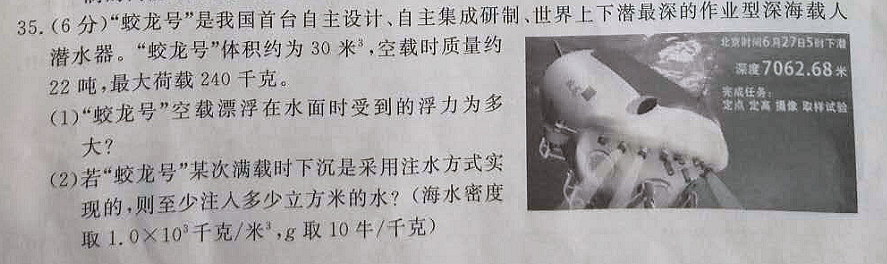 35.(6分)“蛟龙号”是我国首台自主设计、自主集成研制、世界上下潜最深的作业型深海载人
潜水器。“蛟龙号”体积约为30米³,空载时质量约
22吨,最大荷载240千克。
(1)“蛟龙号”空载漂浮在水面时受到的浮力为多
大?
(2)若“蛟龙号”某次满载时下沉是采用注水方式实
现的,则至少注入多少立方米的水?(海水密度
取1.0×10³千克/米³,g取10牛/千克)
北京时间6月27日5时下潜
深度7062.68米
完成任务:
定点 定高 摄像 取样试验